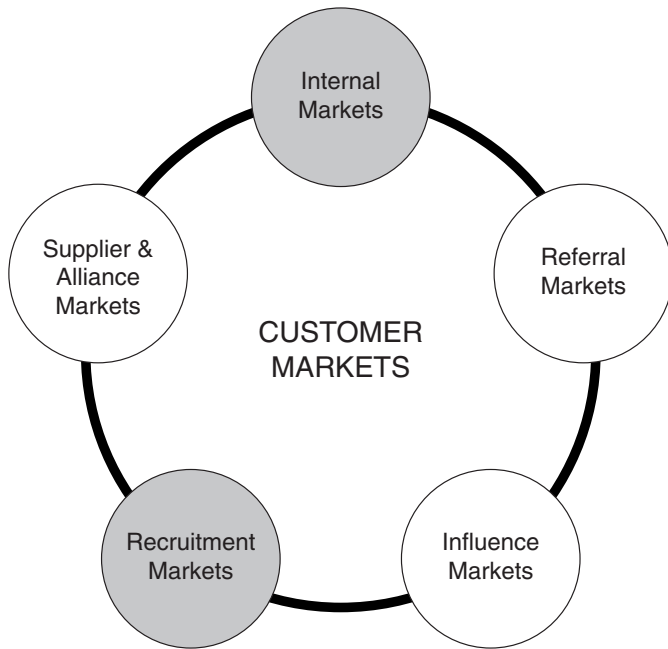 Internal
Markets
Supplier &
Alliance
Markets
Referral
Markets
CUSTOMER
MARKETS
Recruitment
Markets
Influence
Markets